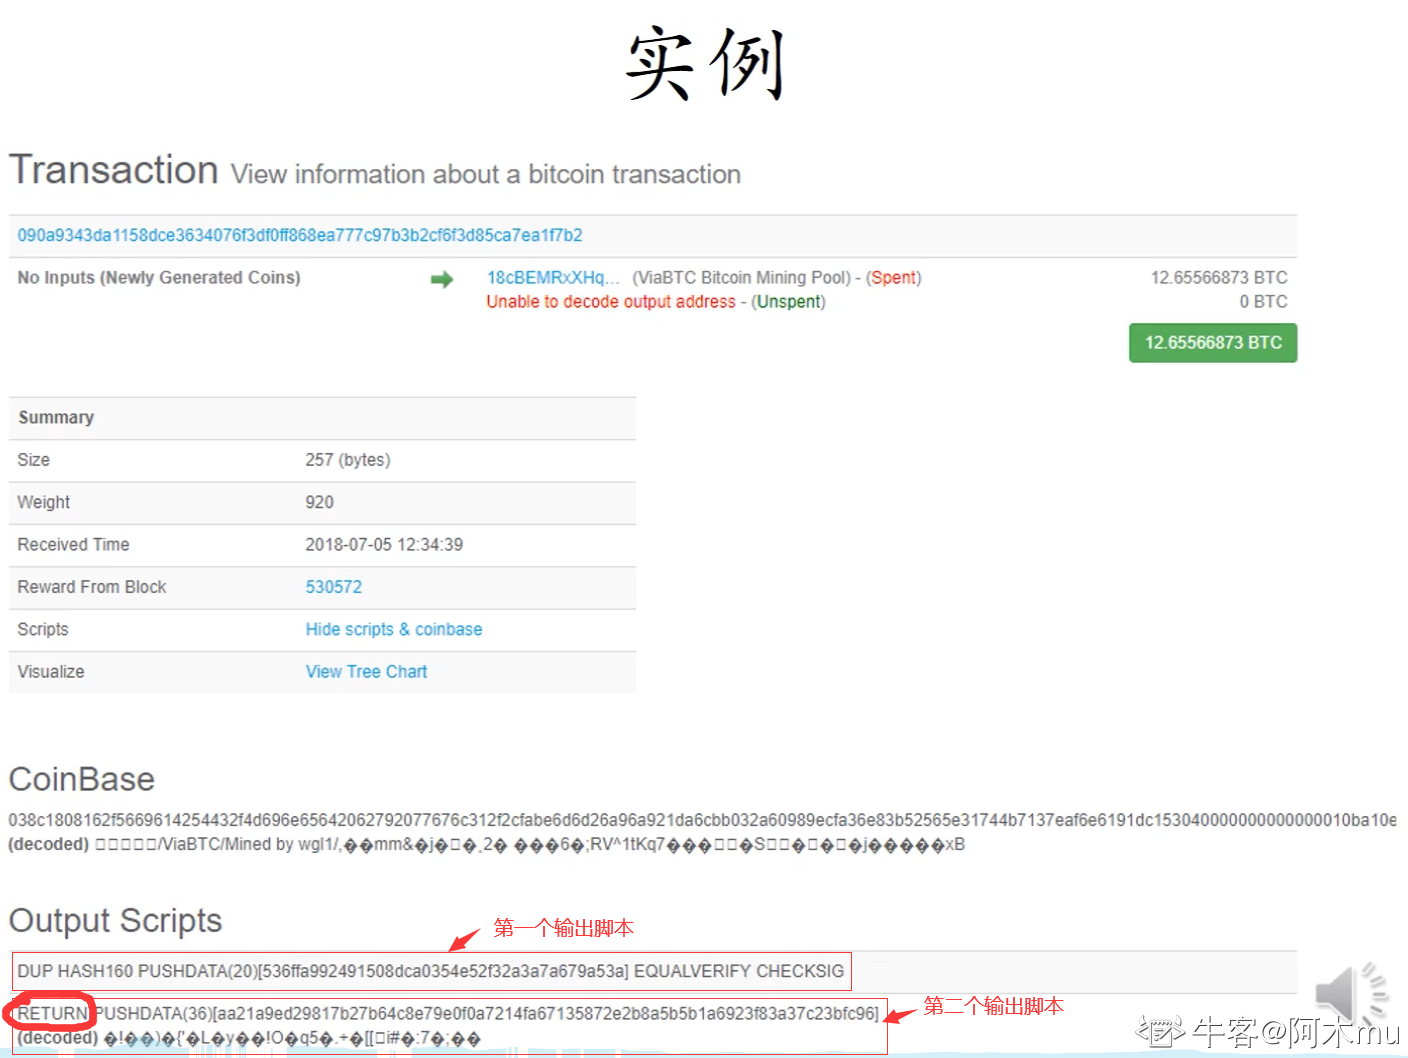 实例
Transaction View information about a bitcoin transaction
090a9343da1158dce3634076f3df0ff868ea777c97b3b2cf6f3d85ca7ea1f7b2
No Inputs (Newly Generated Coins) 18cBEMRxXHq... (ViaBTC Bitcoin Mining Pool) - (Spent) 12.65566873 BTC
Unable to decode output address - (Unspent) 0 BTC
12.65566873 BTC
Summary
Size 257 (bytes)
Weight 920
Received Time 2018-07-05 12:34:39
Reward From Block 530572
Scripts Hide scripts & coinbase
Visualize View Tree Chart
CoinBase
038c1808162f5669614254432f4d696e65642062792077676c312f2cfabe6d6d26a96a921da6cbb032a60989ecfa36e83b52565e31744b7137eaf6e6191dc153040000000000000010ba10e
(decoded) □□□□□/ViaBTC/Mined by wgl1/,��mm&�j�□�¸2� ���6�;RV^1tKq7���□□�S□□�□�□�j�����xB
Output Scripts
第一个输出脚本
DUP HASH160 PUSHDATA(20)[536ffa992491508dca0354e52f32a3a7a679a53a] EQUALVERIFY CHECKSIG
第二个输出脚本
RETURN PUSHDATA(36)[aa21a9ed29817b27b64c8e79e0f0a7214fa67135872e2b8a5b5b1a6923f83a37c23bfc96]
(decoded) �!��)�{'�L�y��!O�q5�.+�[[□i#�:7�;��
牛客@阿木mu